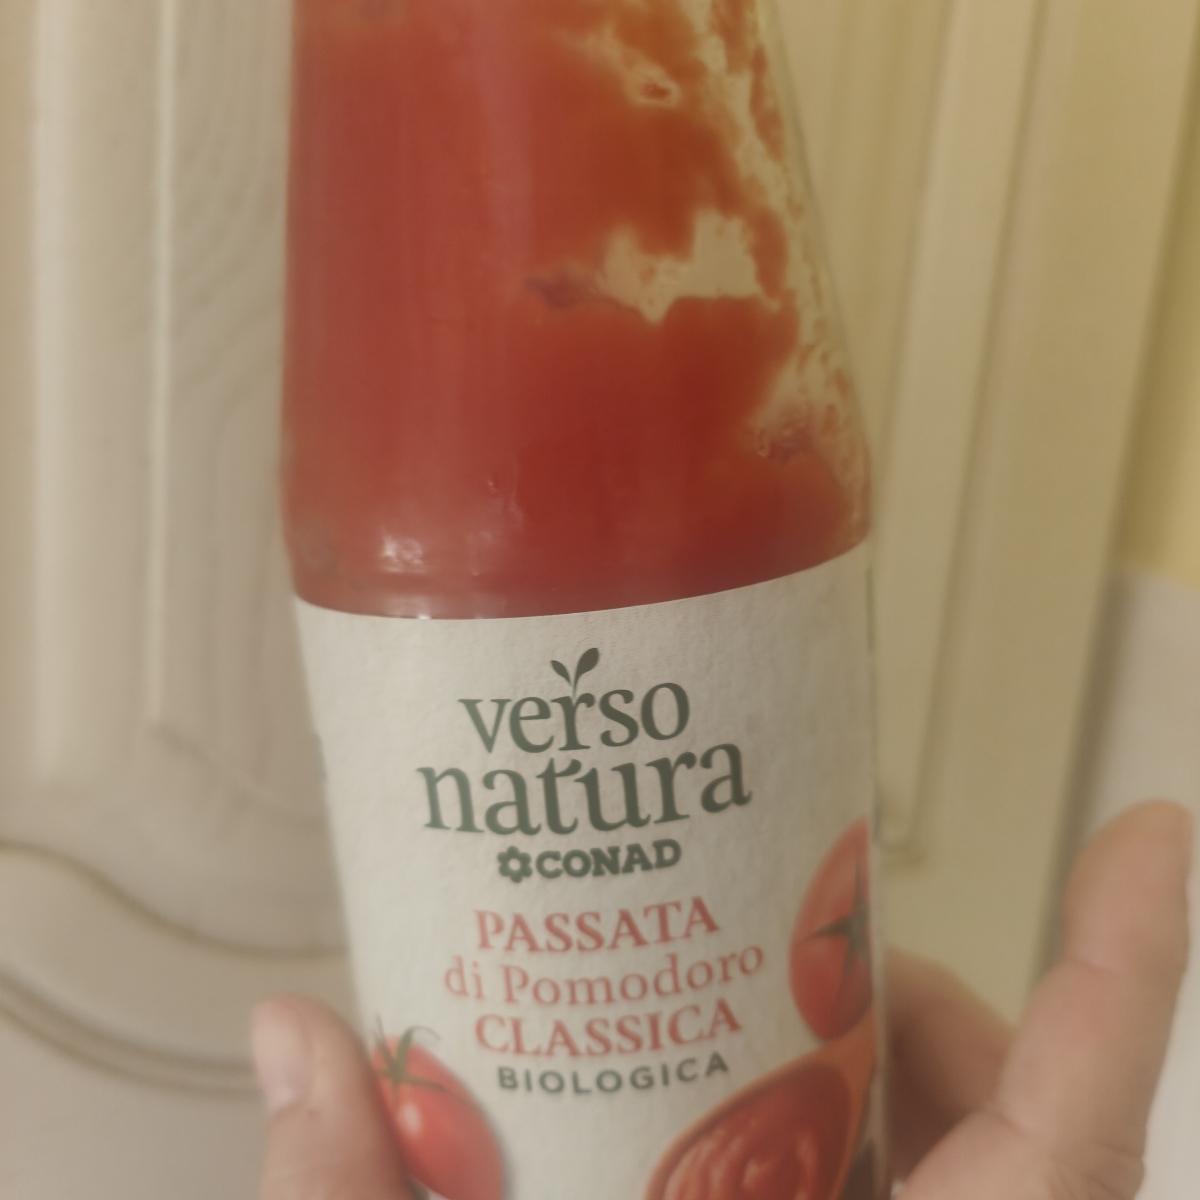 verso
natura
CONAD
PASSATA
di Pomodoro
CLASSICA
BIOLOGICA